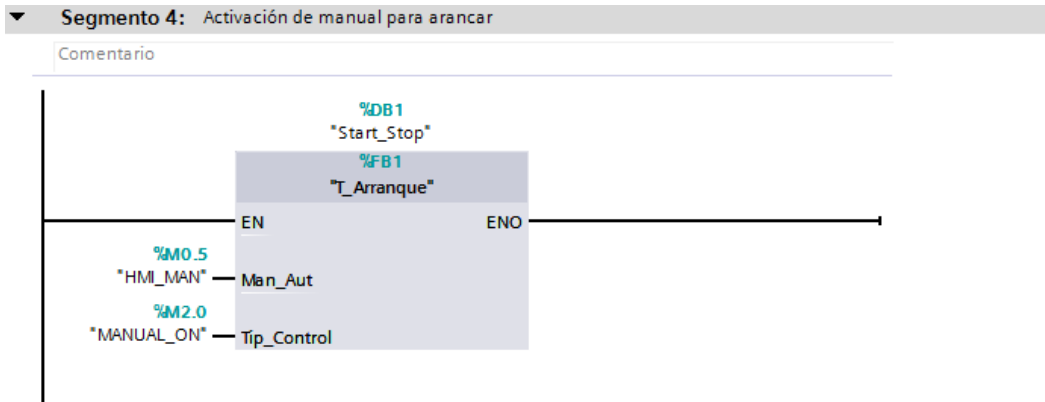 Segmento 4: Activación de manual para arancar
Comentario
%DB1
"Start_Stop"
%FB1
"T_Arranque"
EN ENO
%M0.5
"HMI_MAN" Man_Aut
%M2.0
"MANUAL_ON" Tip_Control